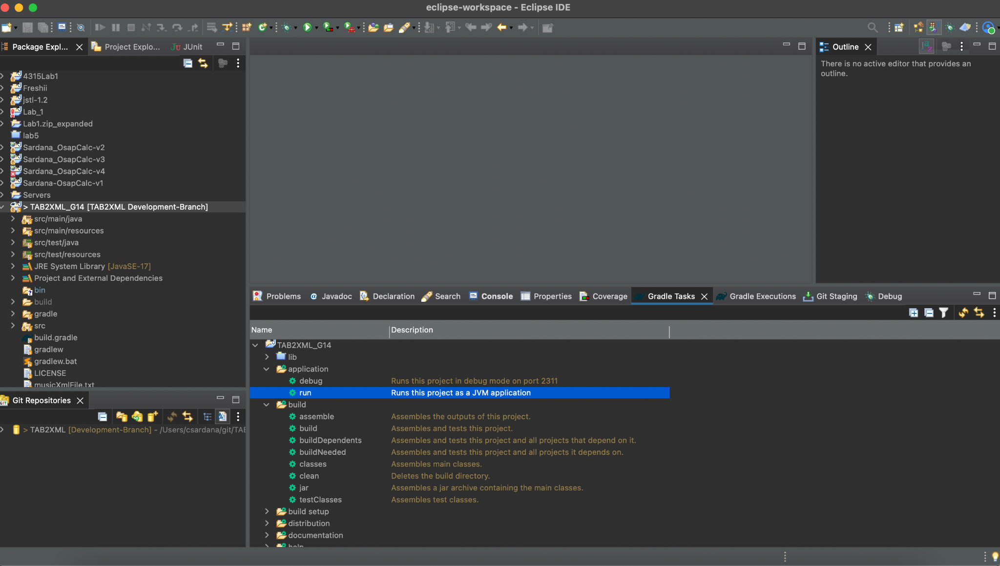 eclipse-workspace - Eclipse IDE
Package Expl...
Project Explo...
JUnit
4315Lab1
Freshii
jstl-1.2
Lab_1
Lab1.zip_expanded
lab5
Sardana_OsapCalc-v2
Sardana_OsapCalc-v3
Sardana_OsapCalc-v4
Sardana-OsapCalc-v1
Servers
> TAB2XML_G14 [TAB2XML Development-Branch]
src/main/java
src/main/resources
src/test/java
src/test/resources
JRE System Library [JavaSE-17]
Project and External Dependencies
bin
build
gradle
src
build.gradle
gradlew
gradlew.bat
LICENSE
musicXmlFile.txt
Git Repositories
> TAB2XML [Development-Branch] - /Users/csardana/git/TAB
Outline
There is no active editor that provides an
outline.
Problems
Javadoc
Declaration
Search
Console
Properties
Coverage
Gradle Tasks
Gradle Executions
Git Staging
Debug
Name Description
TAB2XML_G14
lib
application
debug Runs this project in debug mode on port 2311
run Runs this project as a JVM application
build
assemble Assembles the outputs of this project.
build Assembles and tests this project.
buildDependents Assembles and tests this project and all projects that depend on it.
buildNeeded Assembles and tests this project and all projects it depends on.
classes Assembles main classes.
clean Deletes the build directory.
jar Assembles a jar archive containing the main classes.
testClasses Assembles test classes.
build setup
distribution
documentation
help